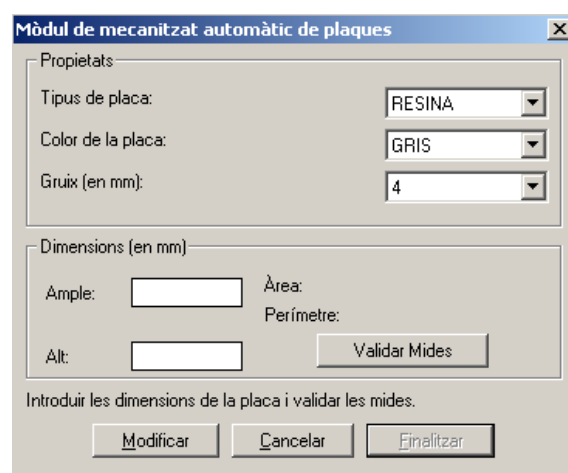 Mòdul de mecanitzat automàtic de plaques
Propietats
Tipus de placa: RESINA
Color de la placa: GRIS
Gruix (en mm): 4
Dimensions (en mm)
Ample: Àrea:
Perímetre:
Alt: Validar Mides
Introduir les dimensions de la placa i validar les mides.
Modificar Cancelar Finalitzar